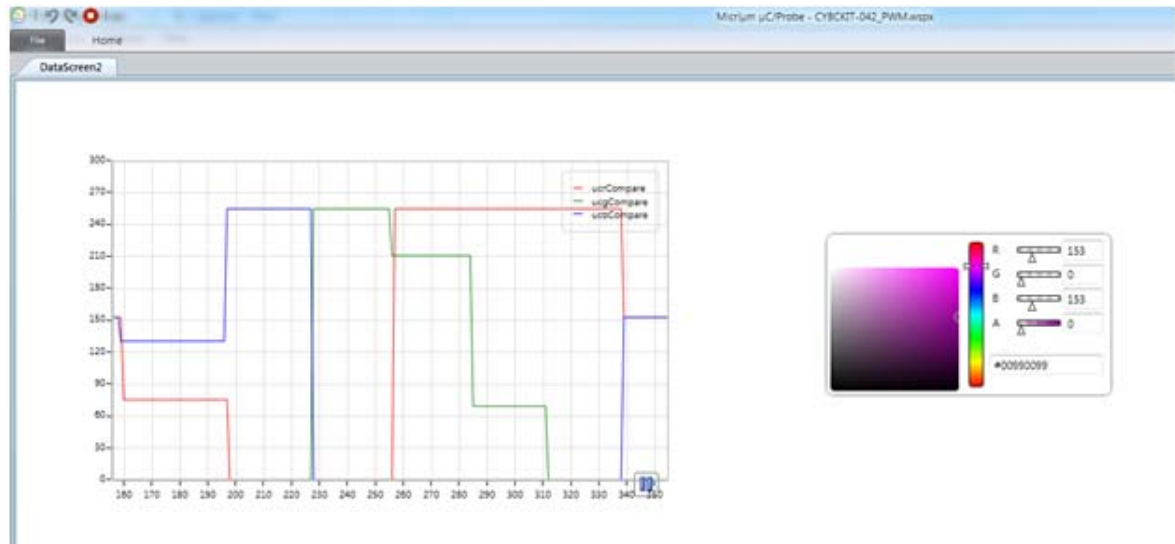 Micrium µC/Probe - CY8CKIT-042_PWM.wspx
File Home
DataScreen2
300
270
240
210
180
150
120
90
60
30
0
160 170 180 190 200 210 220 230 240 250 260 270 280 290 300 310 320 330 340 350
ucrCompare
ucgCompare
ucbCompare
R 153
G 0
B 153
A 0
#00990099